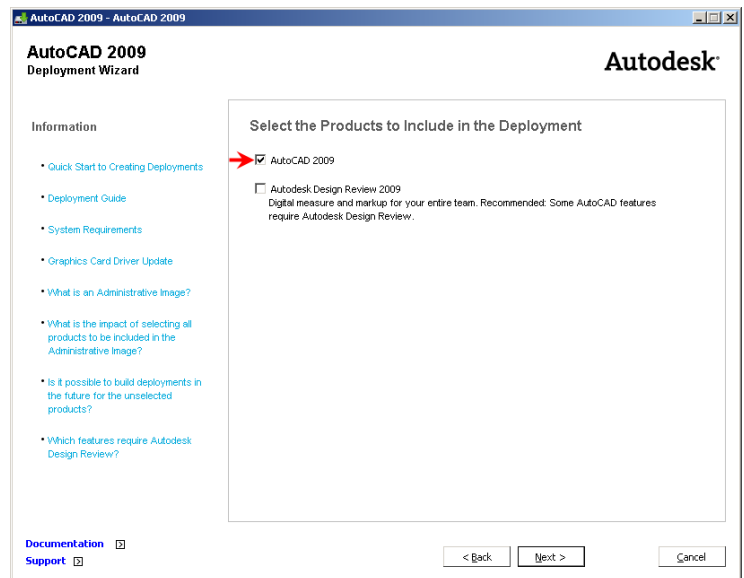 AutoCAD 2009 - AutoCAD 2009
AutoCAD 2009
Deployment Wizard
Autodesk
Information
• Quick Start to Creating Deployments
• Deployment Guide
• System Requirements
• Graphics Card Driver Update
• What is an Administrative Image?
• What is the impact of selecting all
products to be included in the
Administrative Image?
• Is it possible to build deployments in
the future for the unselected
products?
• Which features require Autodesk
Design Review?
Select the Products to Include in the Deployment
AutoCAD 2009
Autodesk Design Review 2009
Digital measure and markup for your entire team. Recommended: Some AutoCAD features
require Autodesk Design Review.
Documentation
Support
< Back
Next >
Cancel